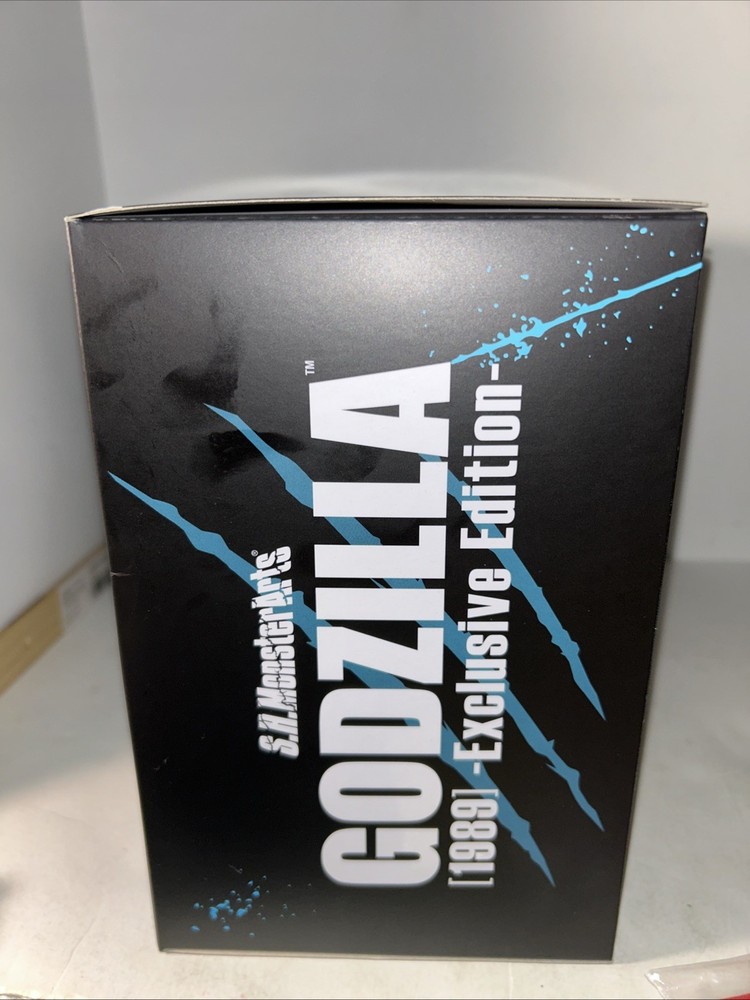 S.H.MonsterArts®
GODZILLA™
[1989] -Exclusive Edition-